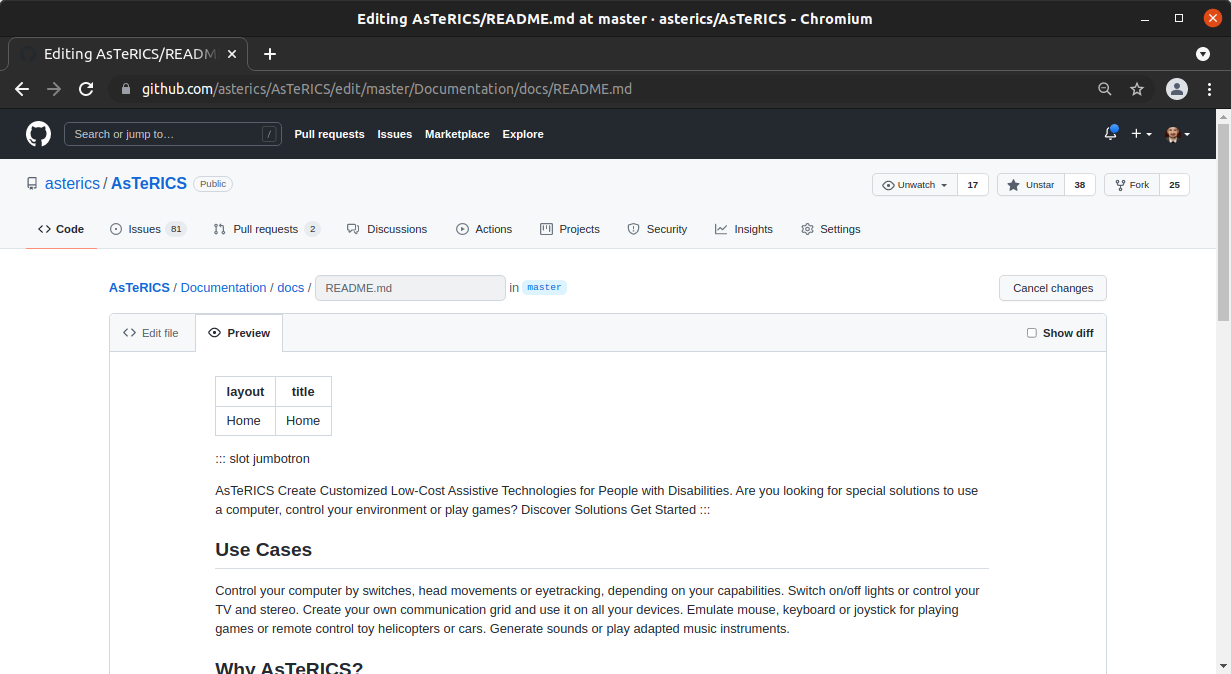 Editing AsTeRICS/README.md at master · asterics/AsTeRICS - Chromium
Editing AsTeRICS/READM
github.com/asterics/AsTeRICS/edit/master/Documentation/docs/README.md
Search or jump to… / Pull requests Issues Marketplace Explore
asterics / AsTeRICS Public Unwatch 17 Unstar 38 Fork 25
Code Issues 81 Pull requests 2 Discussions Actions Projects Security Insights Settings
AsTeRICS / Documentation / docs / README.md in master Cancel changes
Edit file Preview Show diff
layout title
Home Home
::: slot jumbotron
AsTeRICS Create Customized Low-Cost Assistive Technologies for People with Disabilities. Are you looking for special solutions to use
a computer, control your environment or play games? Discover Solutions Get Started :::
Use Cases
Control your computer by switches, head movements or eyetracking, depending on your capabilities. Switch on/off lights or control your
TV and stereo. Create your own communication grid and use it on all your devices. Emulate mouse, keyboard or joystick for playing
games or remote control toy helicopters or cars. Generate sounds or play adapted music instruments.
Why AsTeRICS?